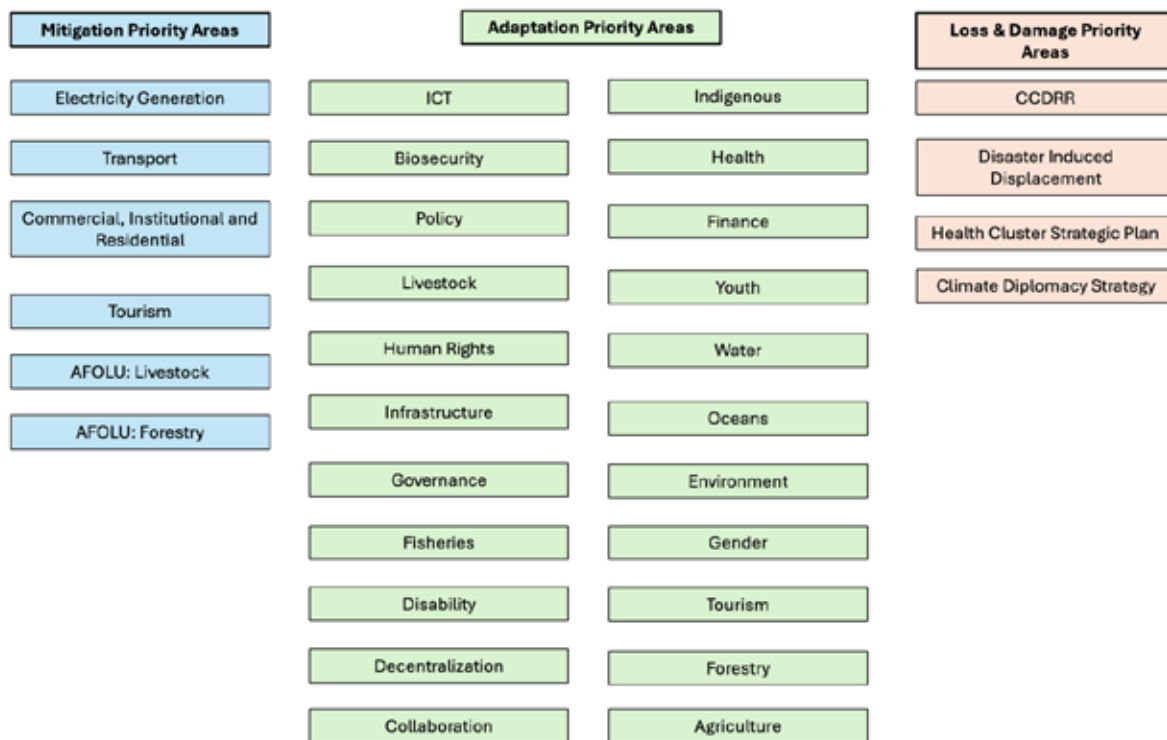 Mitigation Priority Areas
Electricity Generation
Transport
Commercial, Institutional and
Residential
Tourism
AFOLU: Livestock
AFOLU: Forestry
Adaptation Priority Areas
ICT
Biosecurity
Policy
Livestock
Human Rights
Infrastructure
Governance
Fisheries
Disability
Decentralization
Collaboration
Indigenous
Health
Finance
Youth
Water
Oceans
Environment
Gender
Tourism
Forestry
Agriculture
Loss & Damage Priority
Areas
CCDRR
Disaster Induced
Displacement
Health Cluster Strategic Plan
Climate Diplomacy Strategy